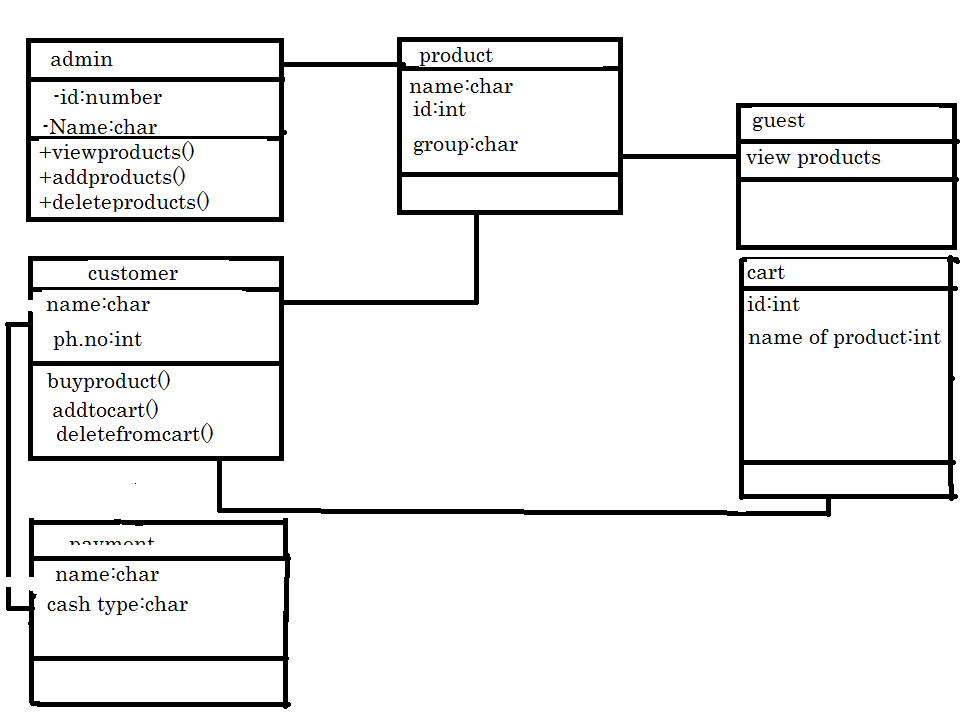 admin
-id:number
-Name:char
+viewproducts()
+addproducts()
+deleteproducts()
product
name:char
id:int
group:char
guest
view products
customer
name:char
ph.no:int
buyproduct()
addtocart()
deletefromcart()
cart
id:int
name of product:int
payment
name:char
cash type:char